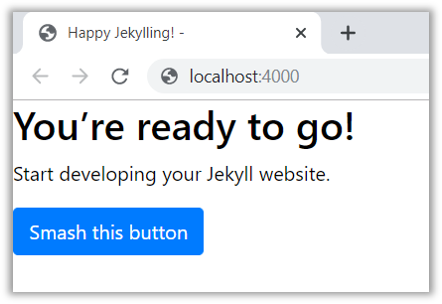 Happy Jekylling! -
localhost:4000
You’re ready to go!
Start developing your Jekyll website.
Smash this button